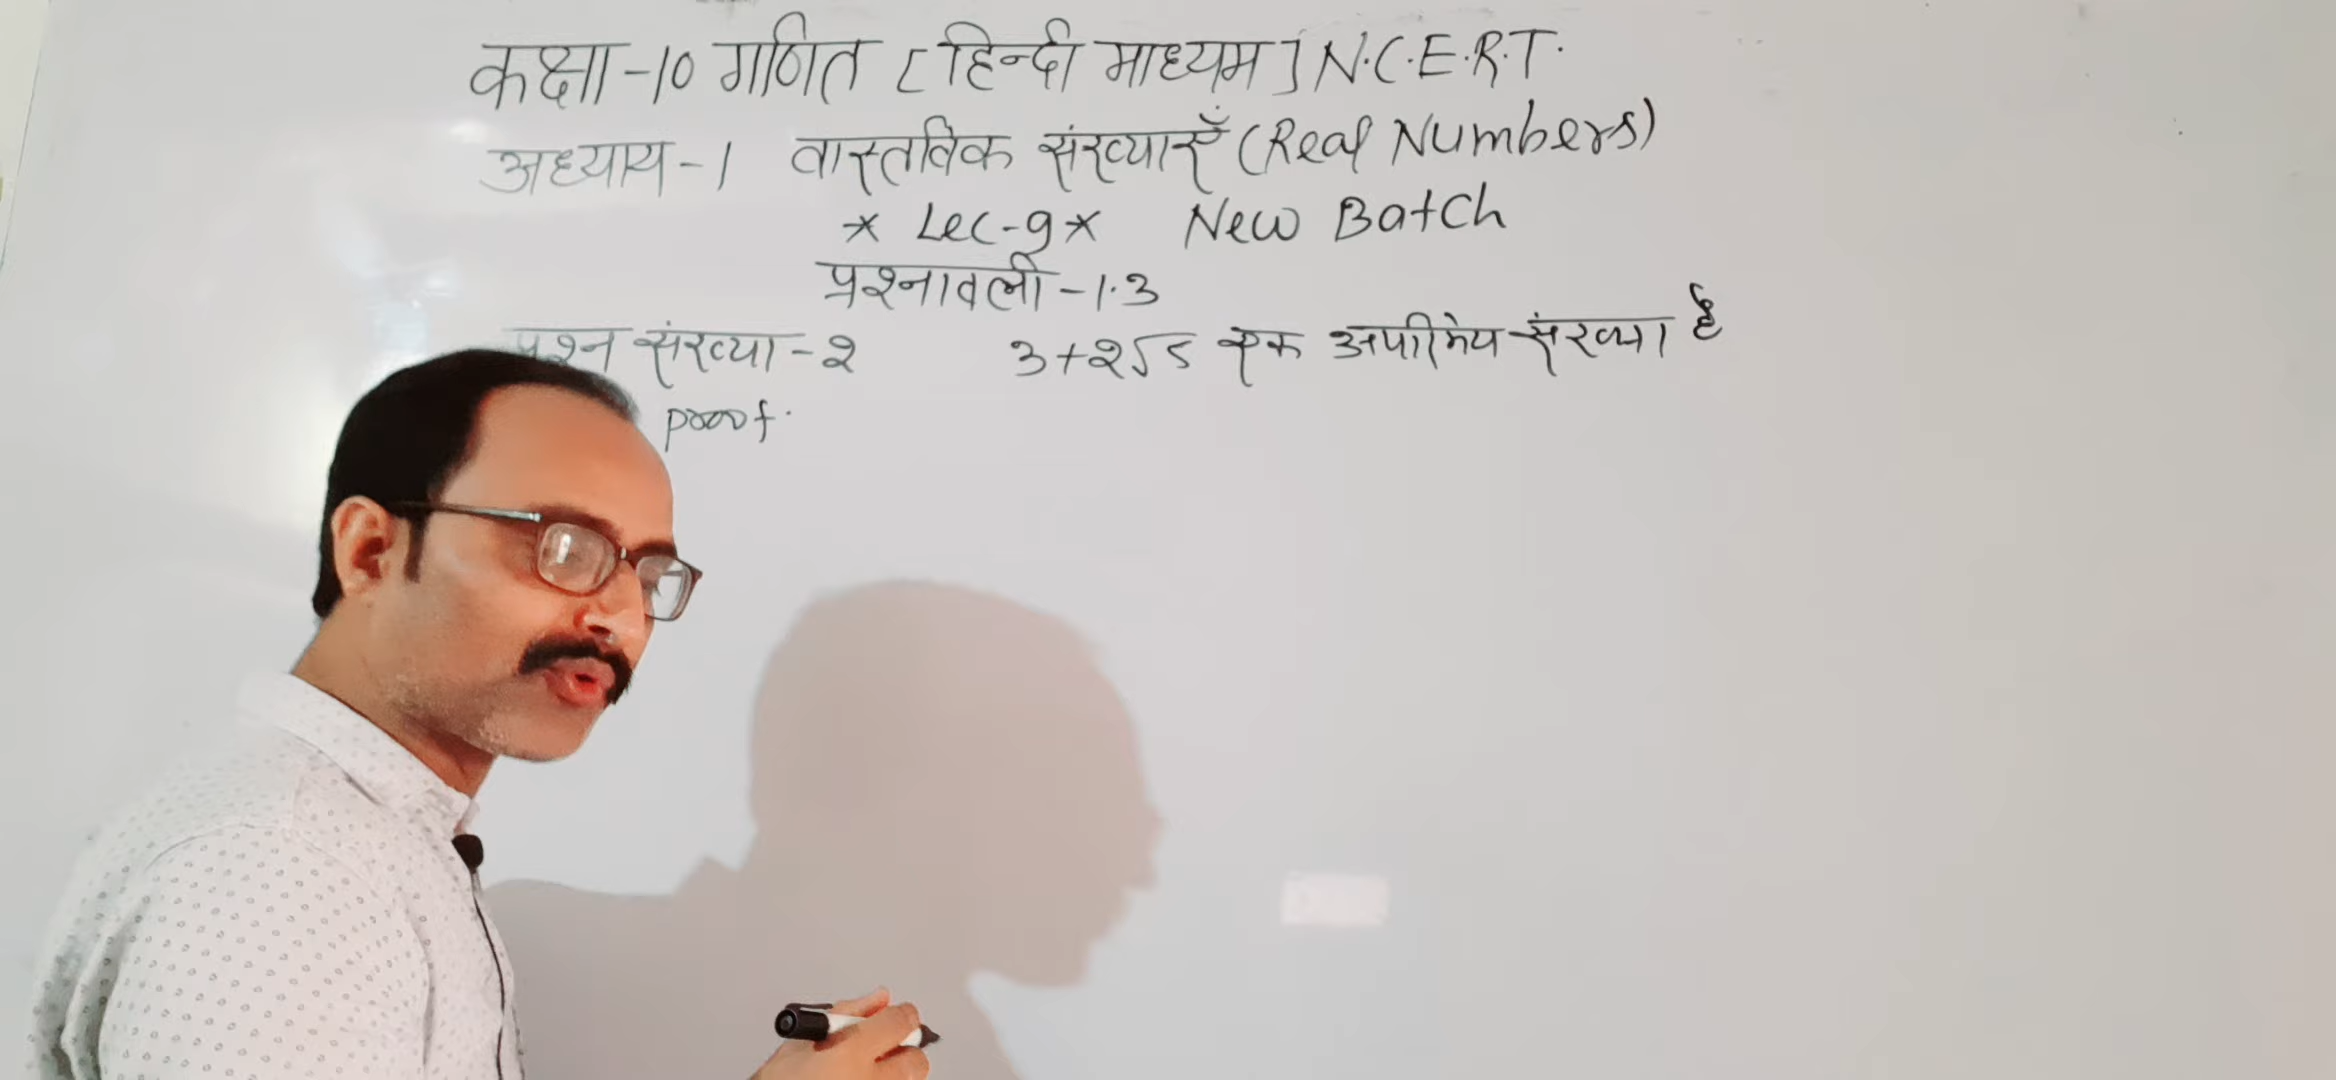 कक्षा-10 गणित [हिन्दी माध्यम] N.C.E.R.T.
अध्याय-1 वास्तविक संख्याएँ (Real Numbers)
* Lec-9 * New Batch
प्रश्नावली-1.3
प्रश्न संख्या-2 3+2√5 एक अपरिमेय संख्या है
proof.